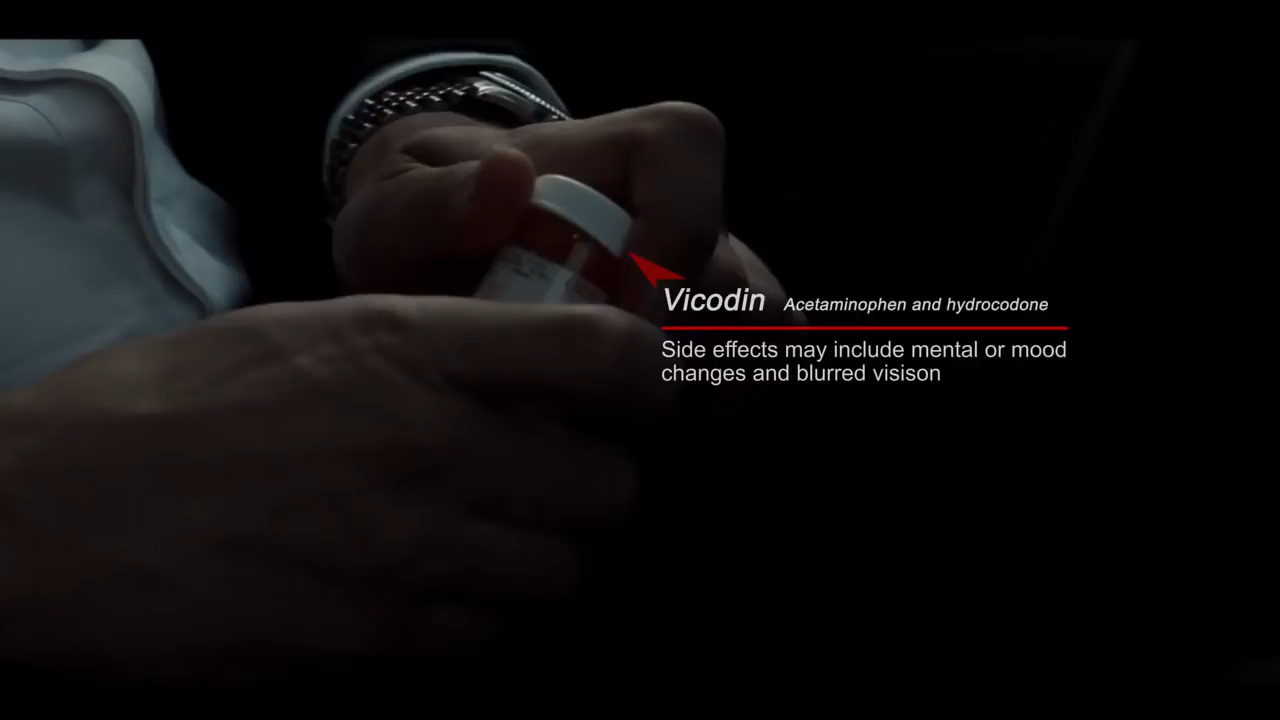 Vicodin Acetaminophen and hydrocodone
Side effects may include mental or mood
changes and blurred visison